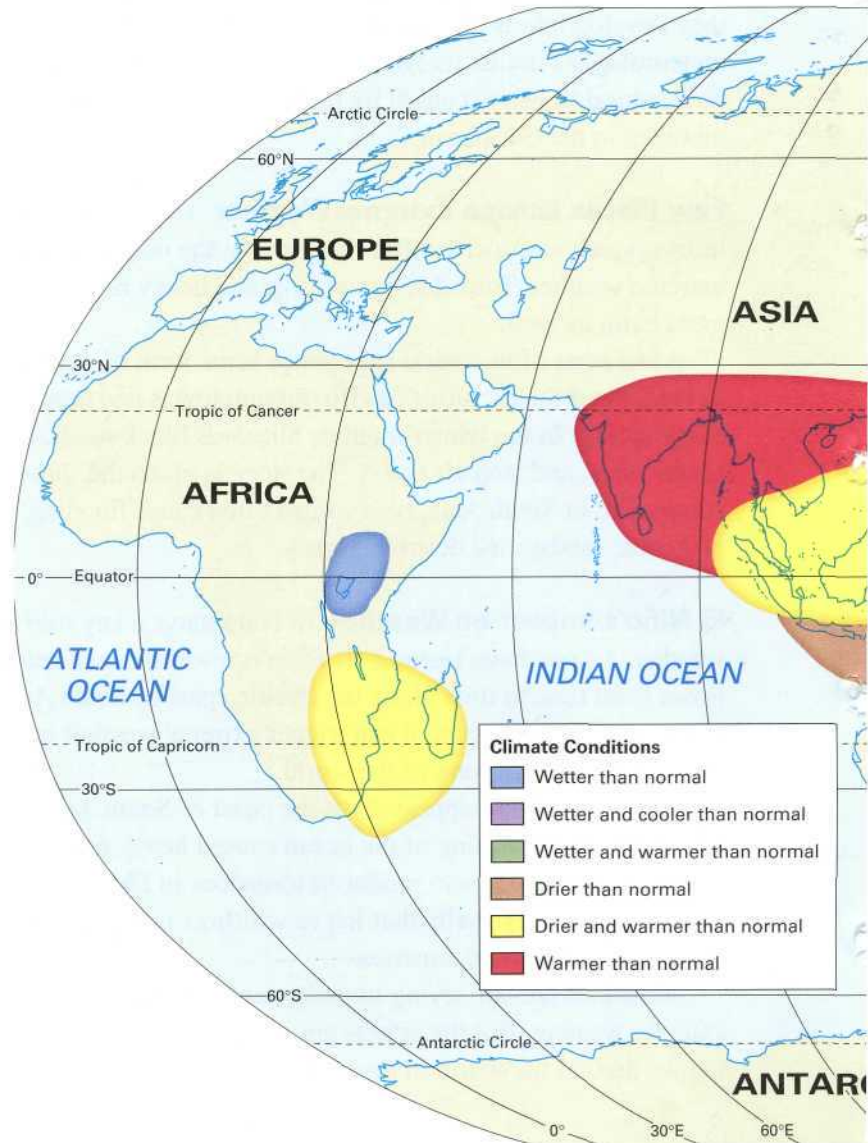 Arctic Circle
60°N
EUROPE
ASIA
30°N
Tropic of Cancer
AFRICA
0°
Equator
ATLANTIC
OCEAN
INDIAN OCEAN
Tropic of Capricorn
30°S
Climate Conditions
Wetter than normal
Wetter and cooler than normal
Wetter and warmer than normal
Drier than normal
Drier and warmer than normal
Warmer than normal
60°S
Antarctic Circle
ANTARC
0°
30°E
60°E